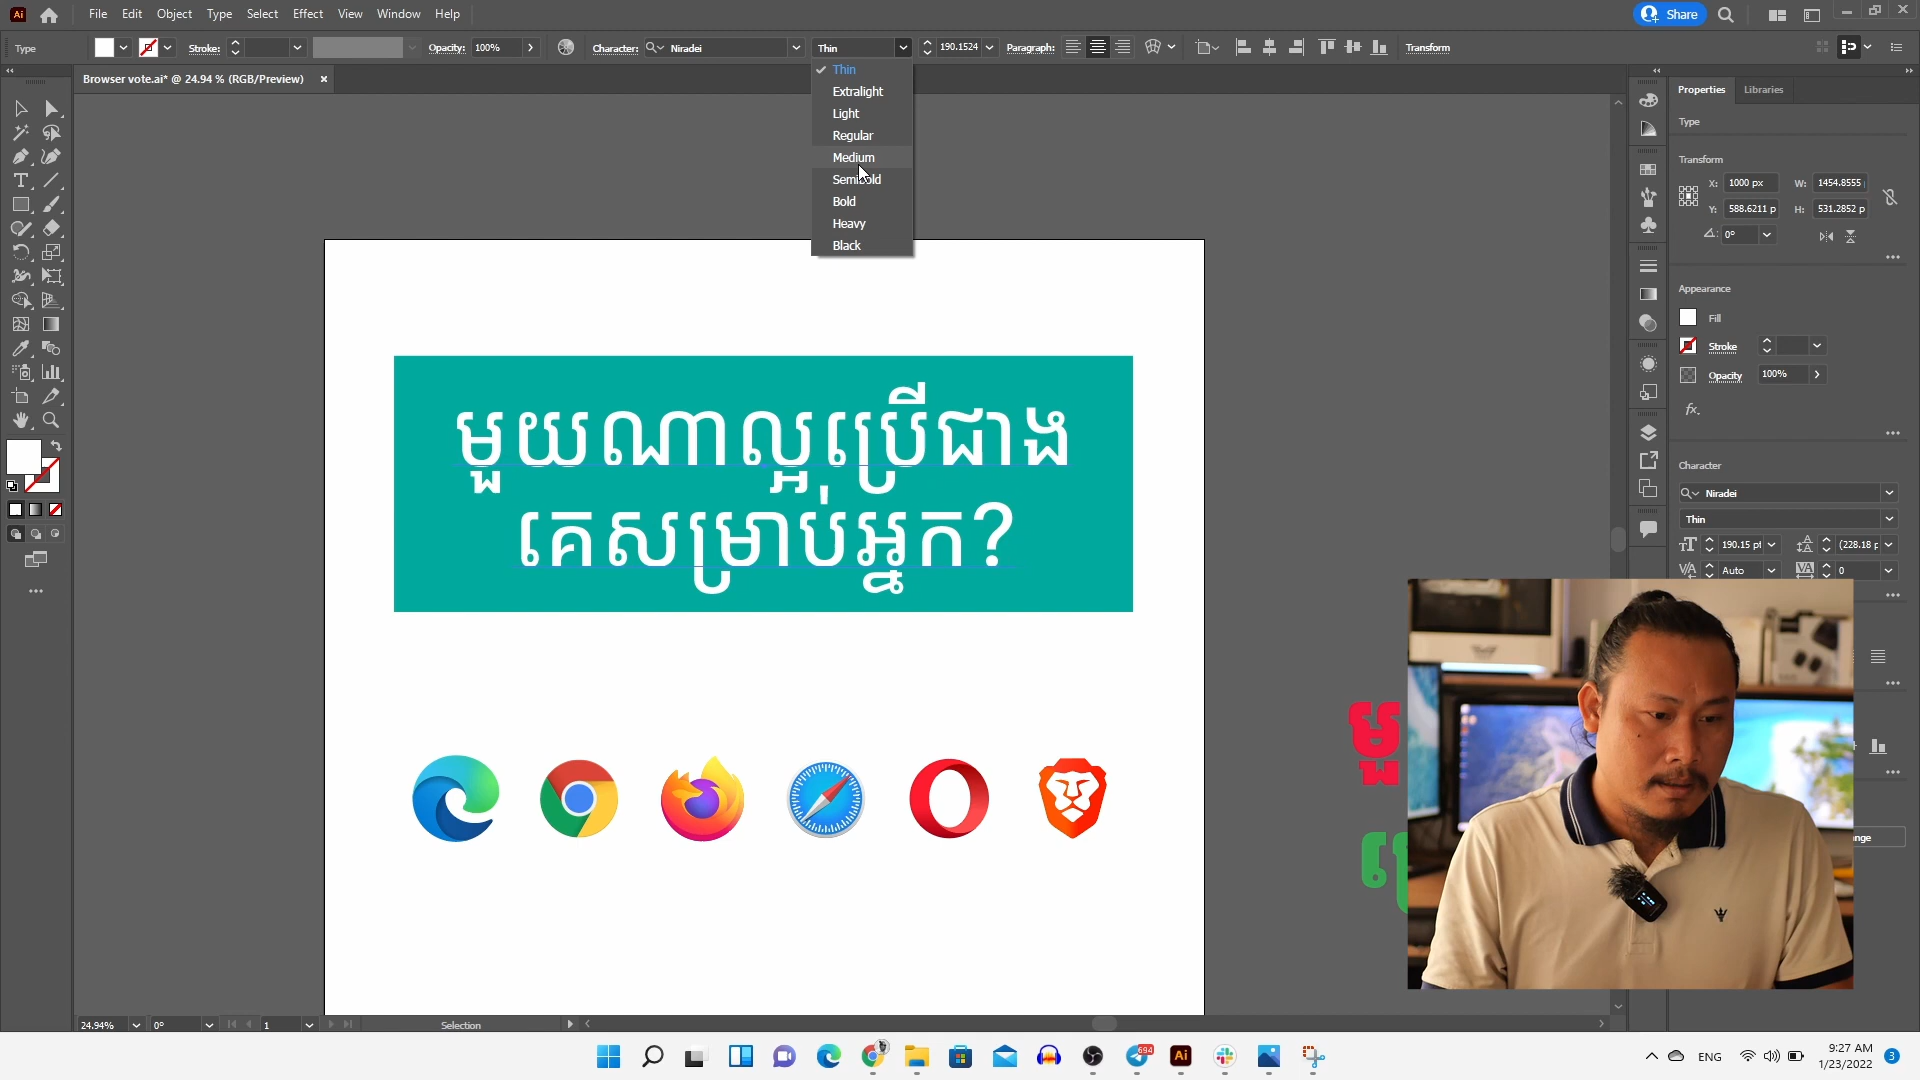 Ai
File Edit Object Type Select Effect View Window Help
Share
Type Stroke: Opacity: 100% Character: Niradei Thin 190.1524 Paragraph: Transform
Browser vote.ai* @ 24.94 % (RGB/Preview) ×
Thin
Extralight
Light
Regular
Medium
Semibold
Bold
Heavy
Black
មួយណាល្អប្រើជាង
គេសម្រាប់អ្នក?
Properties Libraries
Type
Transform
X: 1000 px W: 1454.8555
Y: 588.6211 p H: 531.2852 p
0°
Appearance
Fill
Stroke
Opacity 100%
fx.
Character
Niradei
Thin
190.15 pt (228.18 p
Auto 0
ange
24.94% 0° 1 Selection
694
Ai
ENG
9:27 AM
1/23/2022
3